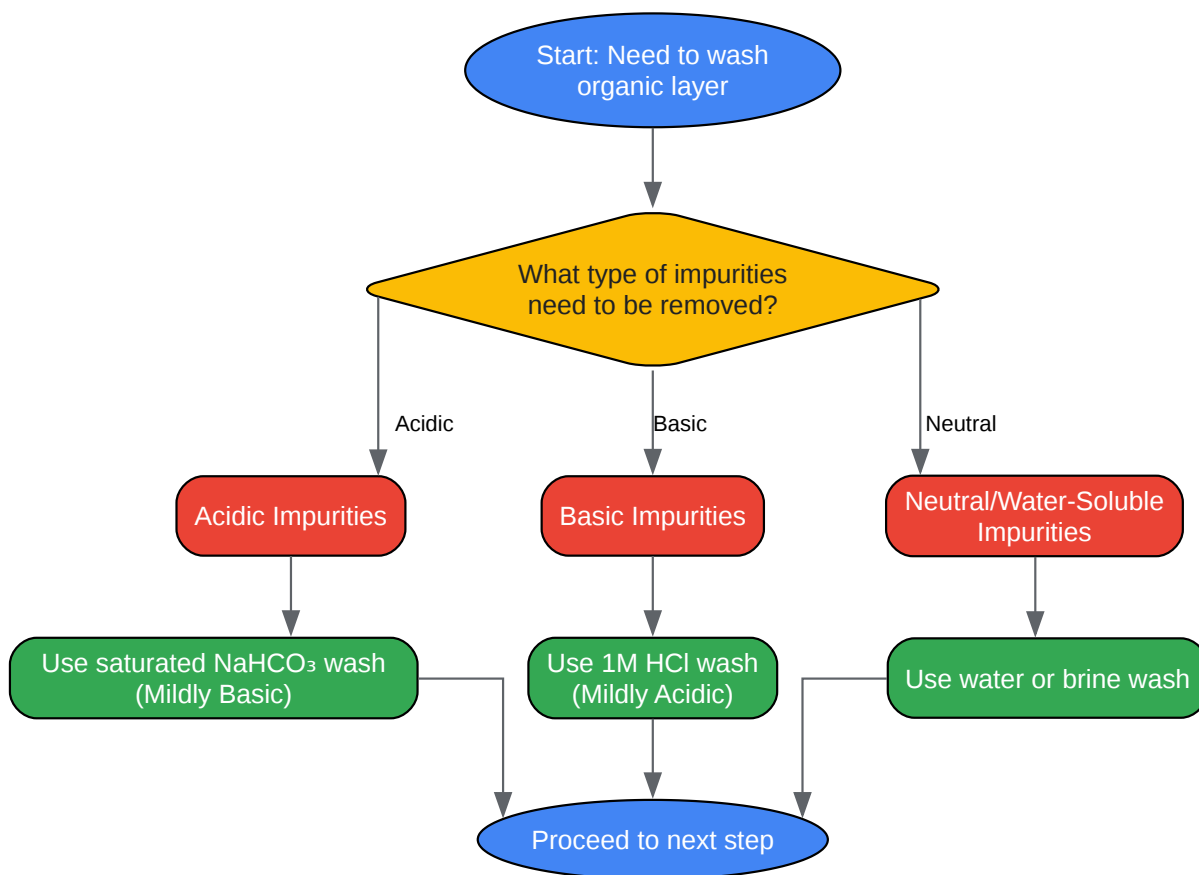 Start: Need to wash
organic layer
What type of impurities
need to be removed?
Acidic
Basic
Neutral
Acidic Impurities
Basic Impurities
Neutral/Water-Soluble
Impurities
Use saturated NaHCO₃ wash
(Mildly Basic)
Use 1M HCl wash
(Mildly Acidic)
Use water or brine wash
Proceed to next step